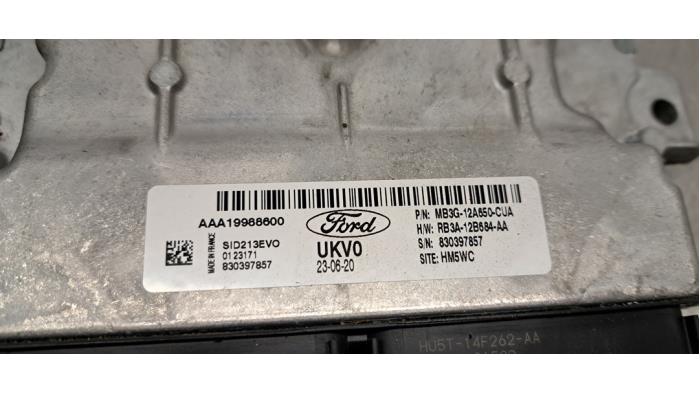 AAA19988600
Ford
P/N: MB3G-12A650-CUA
H/W: RB3A-12B684-AA
S/N: 830397857
SITE: HM5WC
MADE IN FRANCE
SID213EVO
0123171
830397857
UKV0
23-06-20
HU5T-14F262-AA